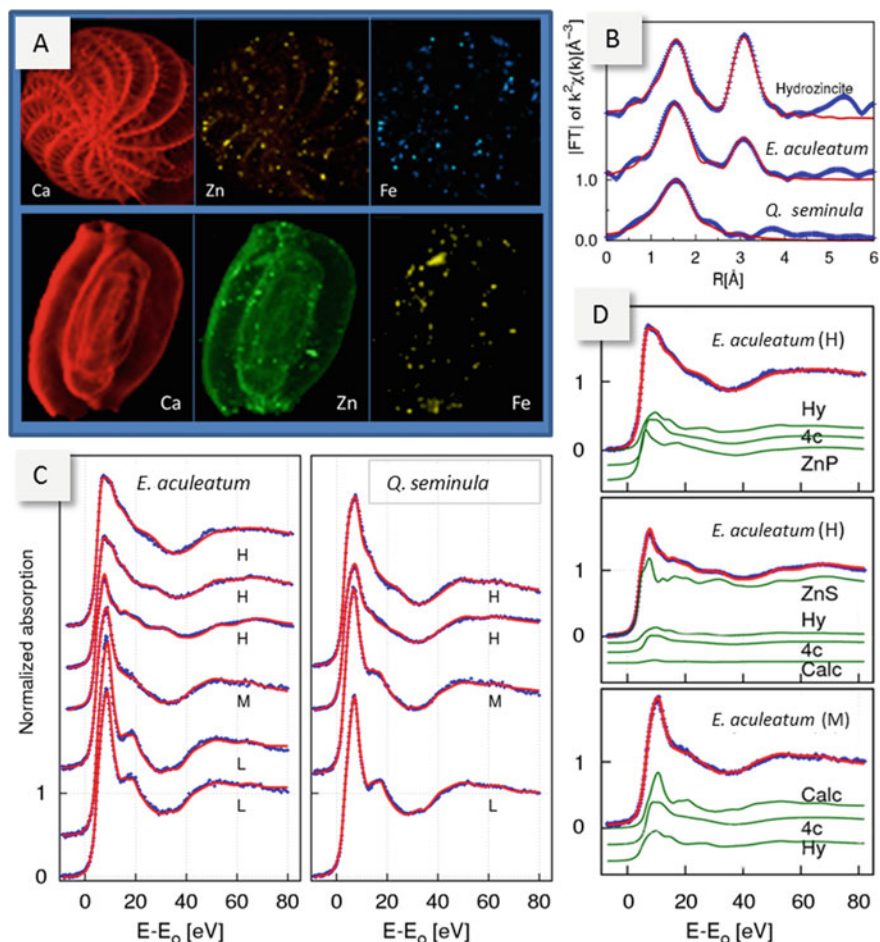 A
Ca
Zn
Fe
Ca
Zn
Fe
B
|FT| of k²χ(k)[Å⁻³]
Hydrozincite
E. aculeatum
1.0
Q. seminula
0.0
0 1 2 3 4 5 6
R[Å]
C
Normalized absorption
E. aculeatum
H
H
H
M
L
L
1
0
0 20 40 60 80
E-Eo [eV]
Q. seminula
H
H
M
L
0 20 40 60 80
E-Eo [eV]
D
E. aculeatum (H)
1
Hy
0
4c
ZnP
E. aculeatum (H)
1
ZnS
Hy
0
4c
Calc
E. aculeatum (M)
1
Calc
0
4c
Hy
0 20 40 60 80
E-Eo [eV]